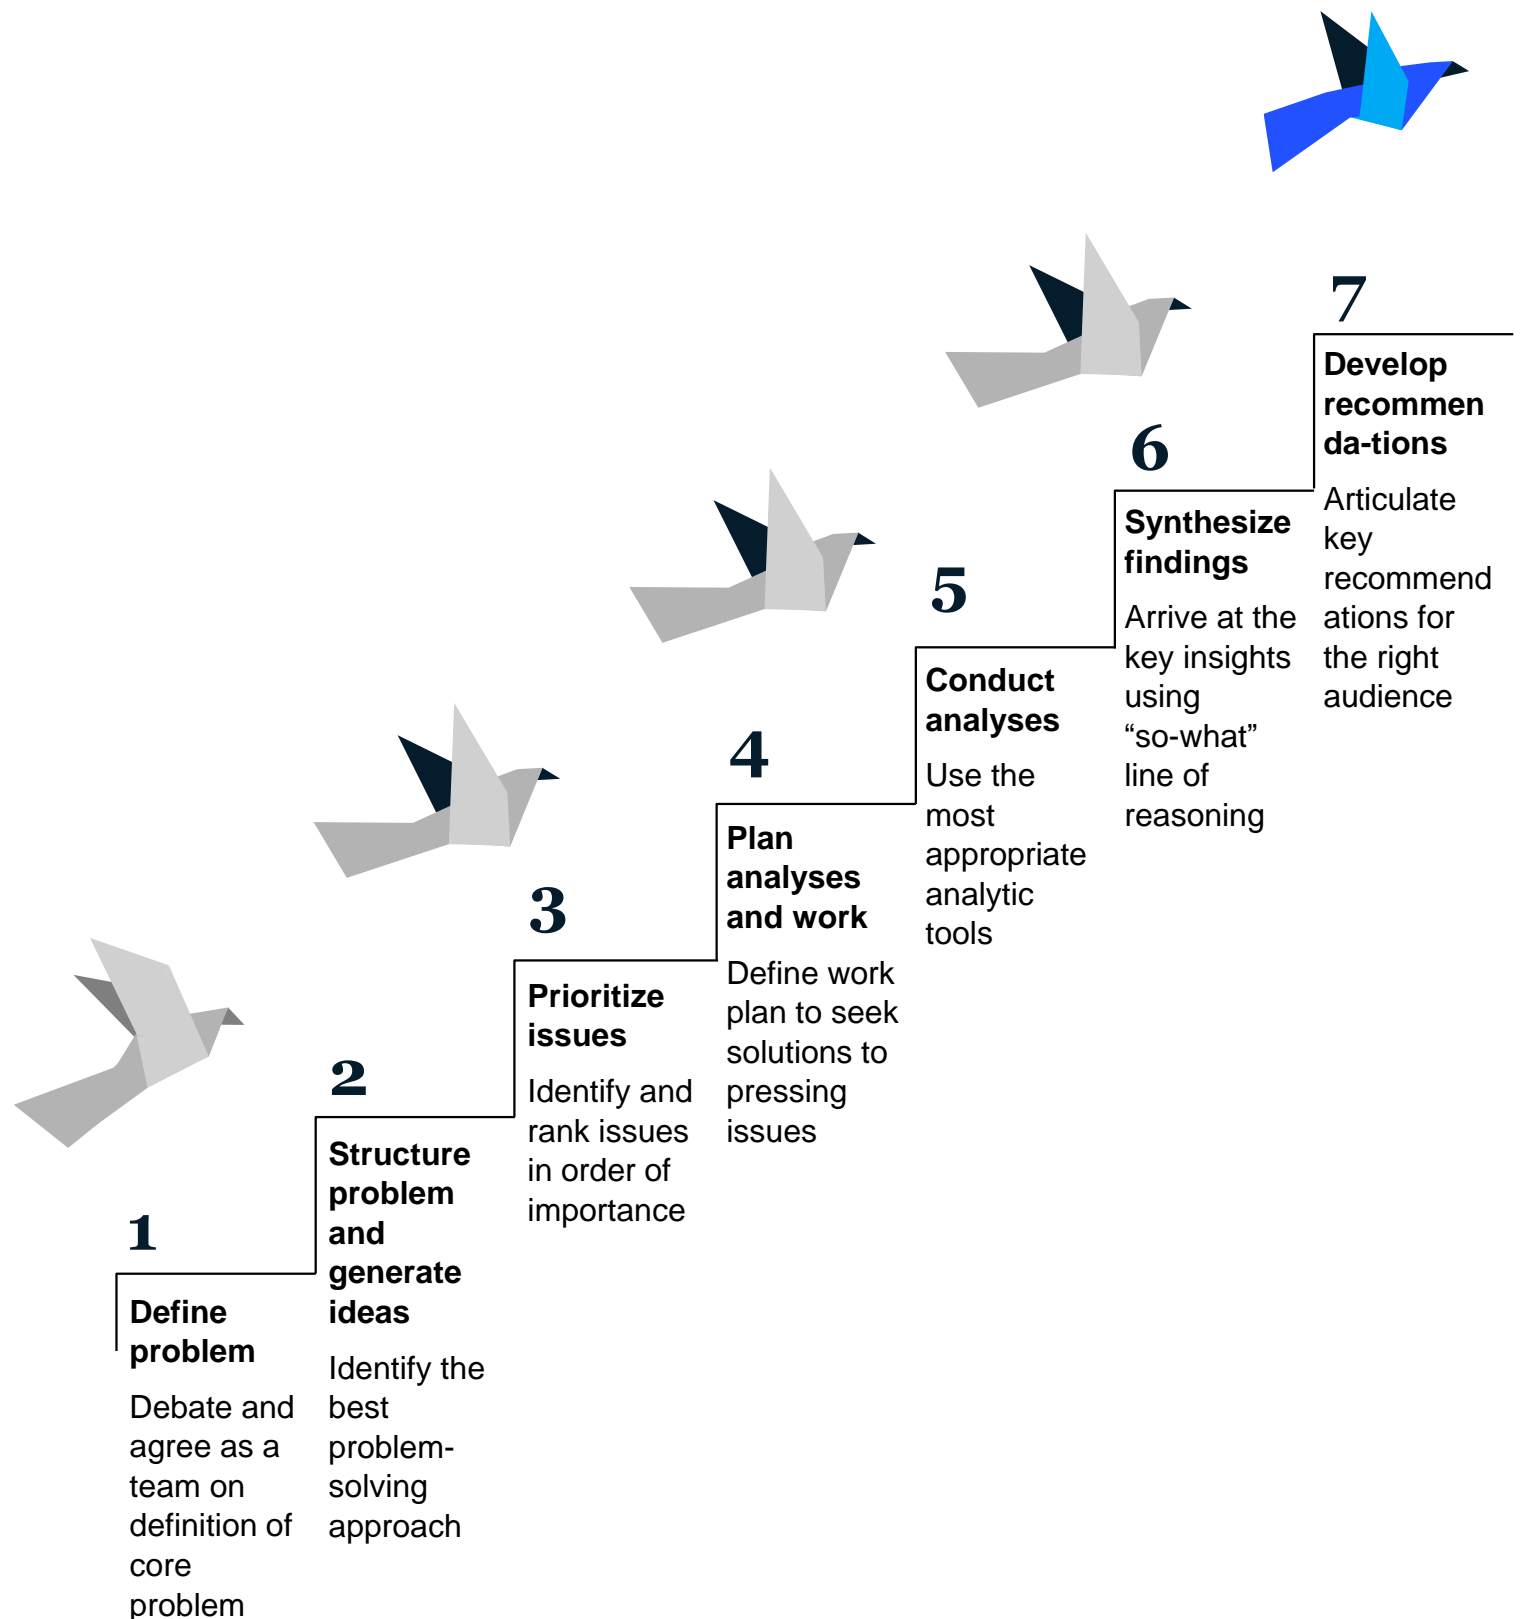 1
Define
problem
Debate and
agree as a
team on
definition of
core
problem
2
Structure
problem
and
generate
ideas
Identify the
best
problem-
solving
approach
3
Prioritize
issues
Identify and
rank issues
in order of
importance
4
Plan
analyses
and work
Define work
plan to seek
solutions to
pressing
issues
5
Conduct
analyses
Use the
most
appropriate
analytic
tools
6
Synthesize
findings
Arrive at the
key insights
using
“so-what”
line of
reasoning
7
Develop
recommen
da-tions
Articulate
key
recommend
ations for
the right
audience